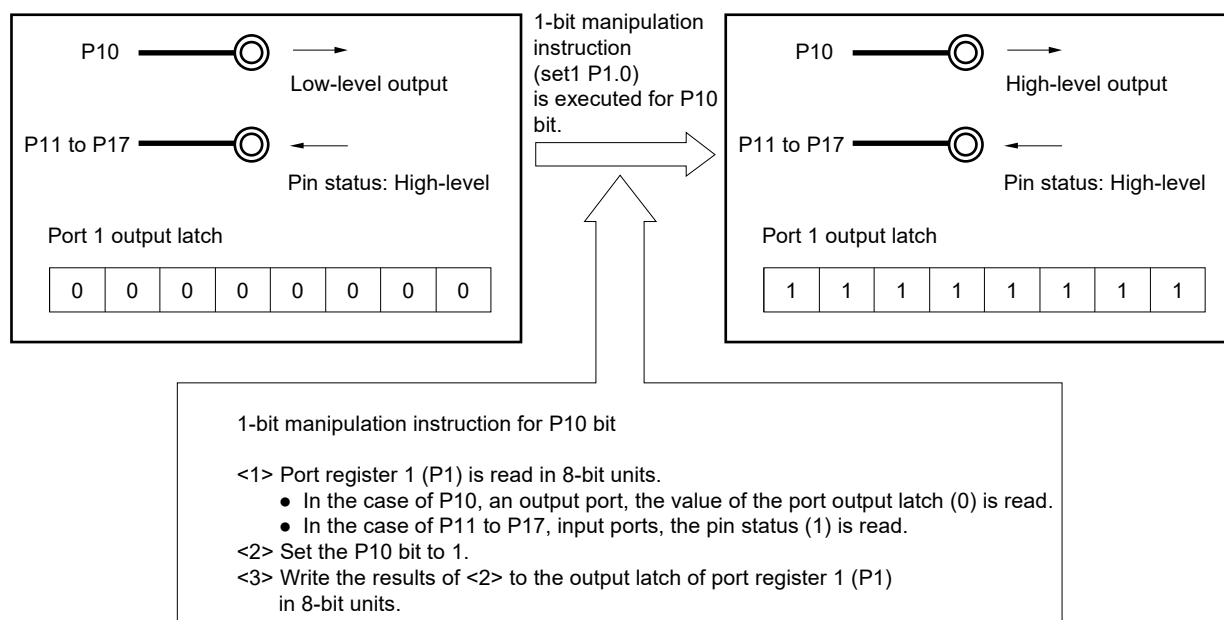 P10
Low-level output
P11 to P17
Pin status: High-level
Port 1 output latch
0 0 0 0 0 0 0 0
1-bit manipulation
instruction
(set1 P1.0)
is executed for P10
bit.
P10
High-level output
P11 to P17
Pin status: High-level
Port 1 output latch
1 1 1 1 1 1 1 1
1-bit manipulation instruction for P10 bit
<1> Port register 1 (P1) is read in 8-bit units.
● In the case of P10, an output port, the value of the port output latch (0) is read.
● In the case of P11 to P17, input ports, the pin status (1) is read.
<2> Set the P10 bit to 1.
<3> Write the results of <2> to the output latch of port register 1 (P1)
in 8-bit units.